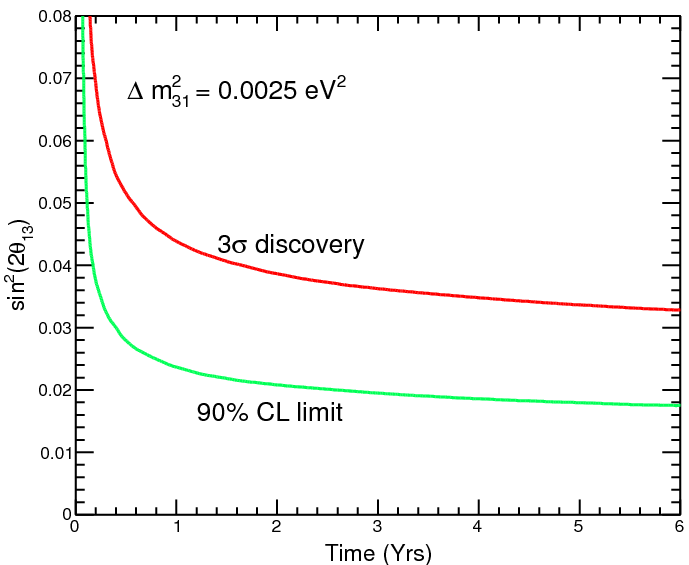 0.08
0.07
Δ m²₃₁ = 0.0025 eV²
0.06
0.05
3σ discovery
sin²(2θ₁₃)
0.04
0.03
0.02
90% CL limit
0.01
0
0 1 2 3 4 5 6
Time (Yrs)